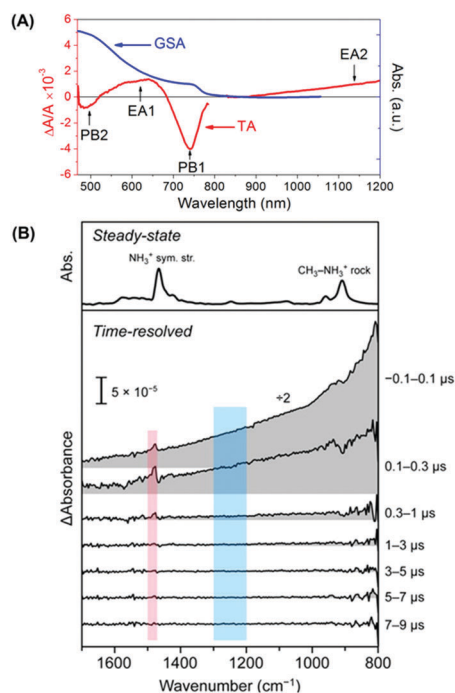 (A)
GSA
EA2
EA1
TA
PB2
PB1
ΔA/A ×10⁻³
6
4
2
0
-2
-4
-6
Abs. (a.u.)
500 600 700 800 900 1000 1100 1200
Wavelength (nm)
(B)
Steady-state
Abs.
NH₃⁺ sym. str.
CH₃–NH₃⁺ rock
Time-resolved
5 × 10⁻⁵
÷2
−0.1–0.1 μs
0.1–0.3 μs
0.3–1 μs
1–3 μs
3–5 μs
5–7 μs
7–9 μs
ΔAbsorbance
1600 1400 1200 1000 800
Wavenumber (cm⁻¹)